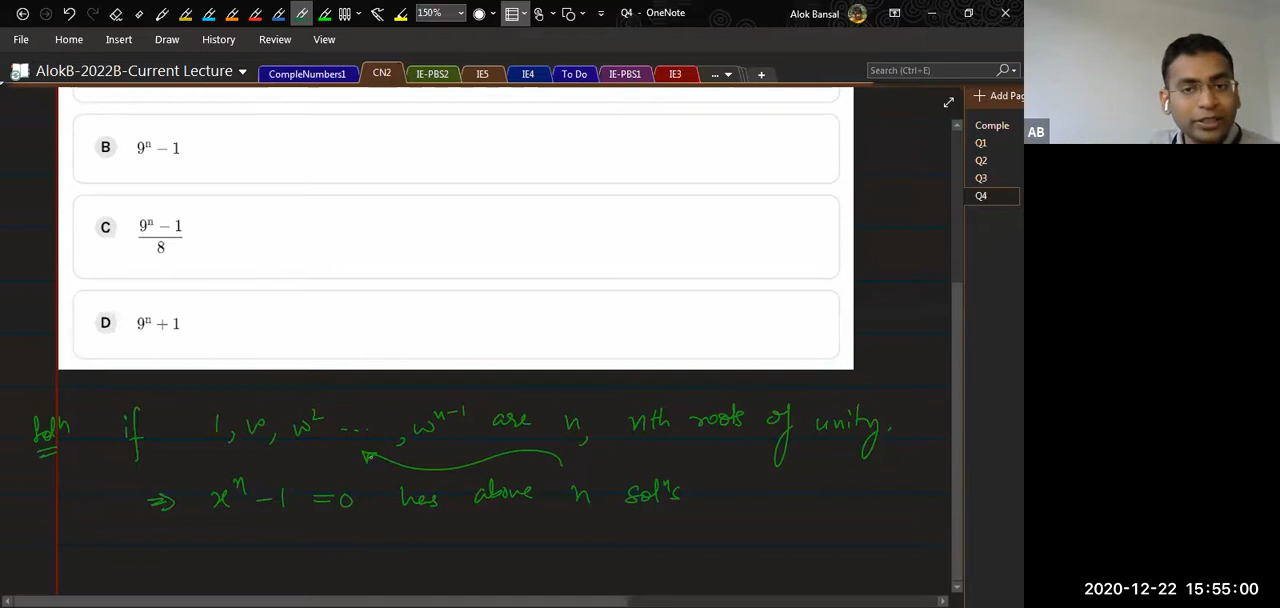 150%
Q4 - OneNote
Alok Bansal
File Home Insert Draw History Review View
AlokB-2022B-Current Lecture
CompleNumbers1 CN2 IE-PBS2 IE5 IE4 To Do IE-PBS1 IE3 ...
Search (Ctrl+E)
Add Pag
Comple
Q1
Q2
Q3
Q4
AB
B 9ⁿ − 1
C (9ⁿ − 1)/8
D 9ⁿ + 1
Solⁿ if 1, w, w² ... , wⁿ⁻¹ are n, nth roots of unity.
⇒ xⁿ − 1 = 0 has above n solⁿs
2020-12-22 15:55:00